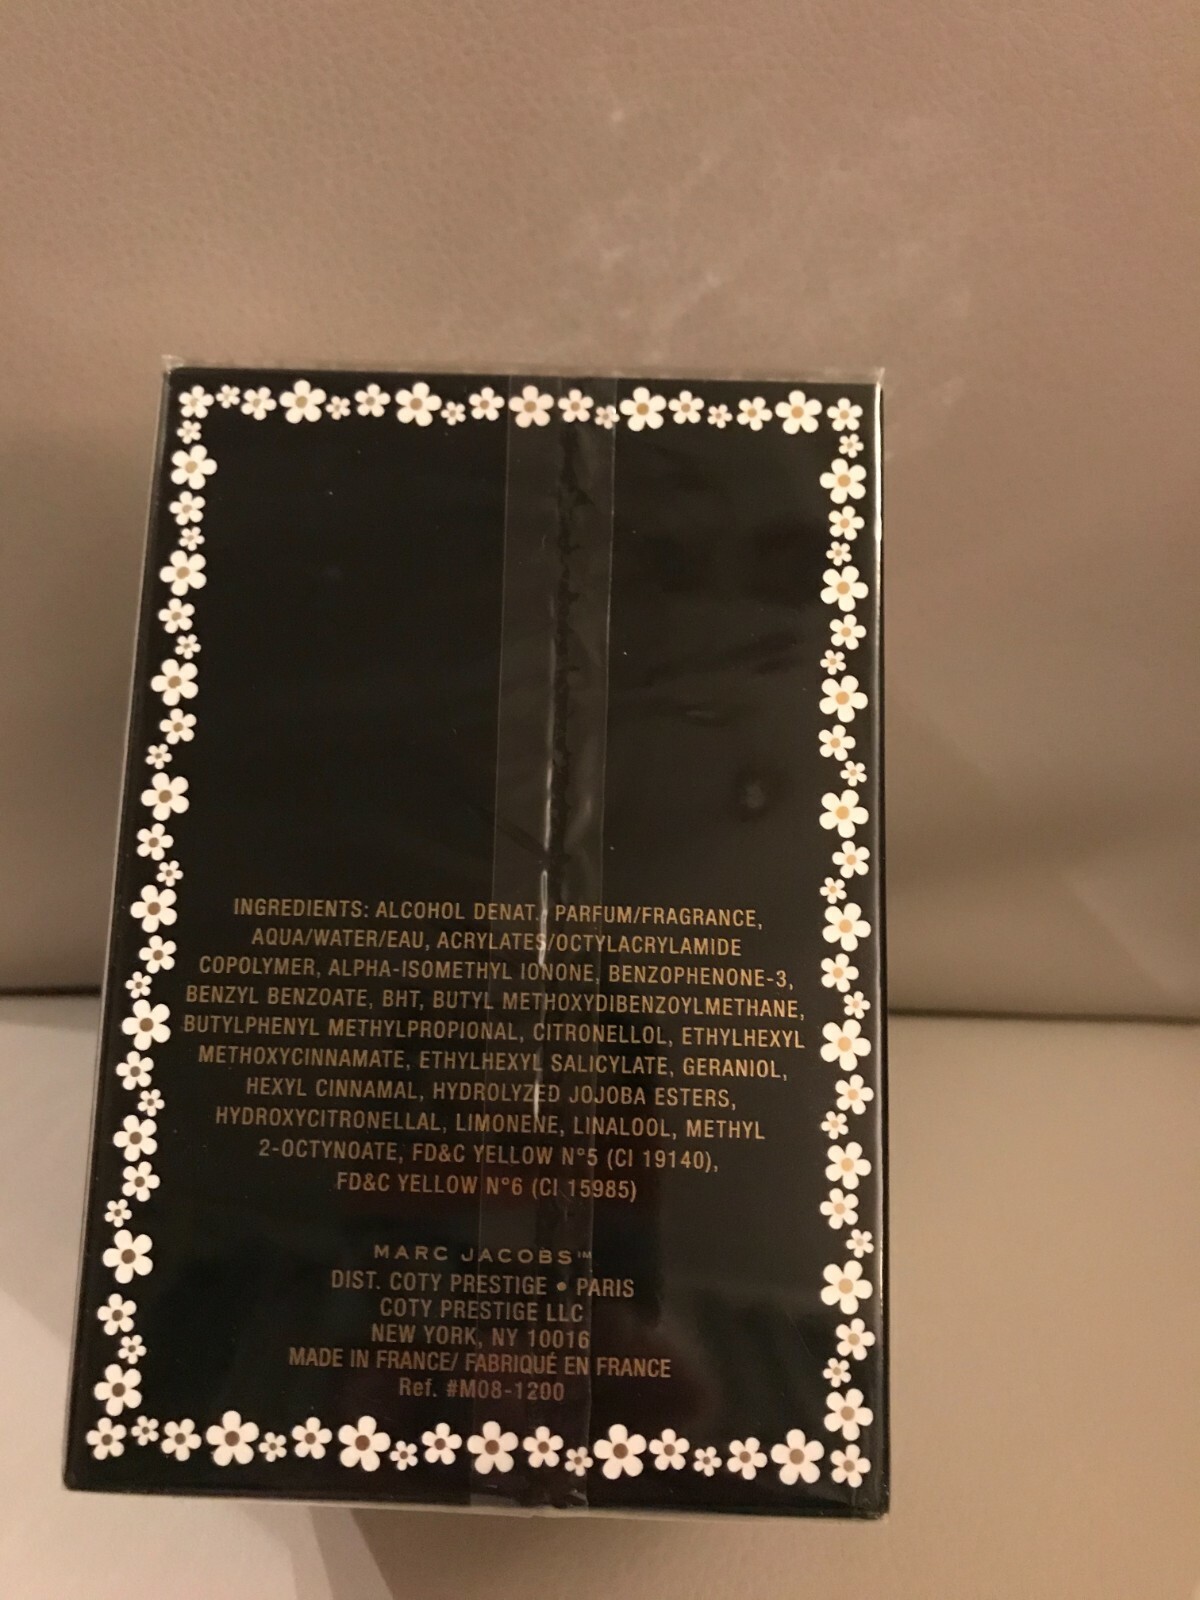 INGREDIENTS: ALCOHOL DENAT., PARFUM/FRAGRANCE,
AQUA/WATER/EAU, ACRYLATES/OCTYLACRYLAMIDE
COPOLYMER, ALPHA-ISOMETHYL IONONE, BENZOPHENONE-3,
BENZYL BENZOATE, BHT, BUTYL METHOXYDIBENZOYLMETHANE,
BUTYLPHENYL METHYLPROPIONAL, CITRONELLOL, ETHYLHEXYL
METHOXYCINNAMATE, ETHYLHEXYL SALICYLATE, GERANIOL,
HEXYL CINNAMAL, HYDROLYZED JOJOBA ESTERS,
HYDROXYCITRONELLAL, LIMONENE, LINALOOL, METHYL
2-OCTYNOATE, FD&C YELLOW N°5 (CI 19140),
FD&C YELLOW N°6 (CI 15985)
MARC JACOBS™
DIST. COTY PRESTIGE • PARIS
COTY PRESTIGE LLC
NEW YORK, NY 10016
MADE IN FRANCE/ FABRIQUÉ EN FRANCE
Ref. #M08-1200